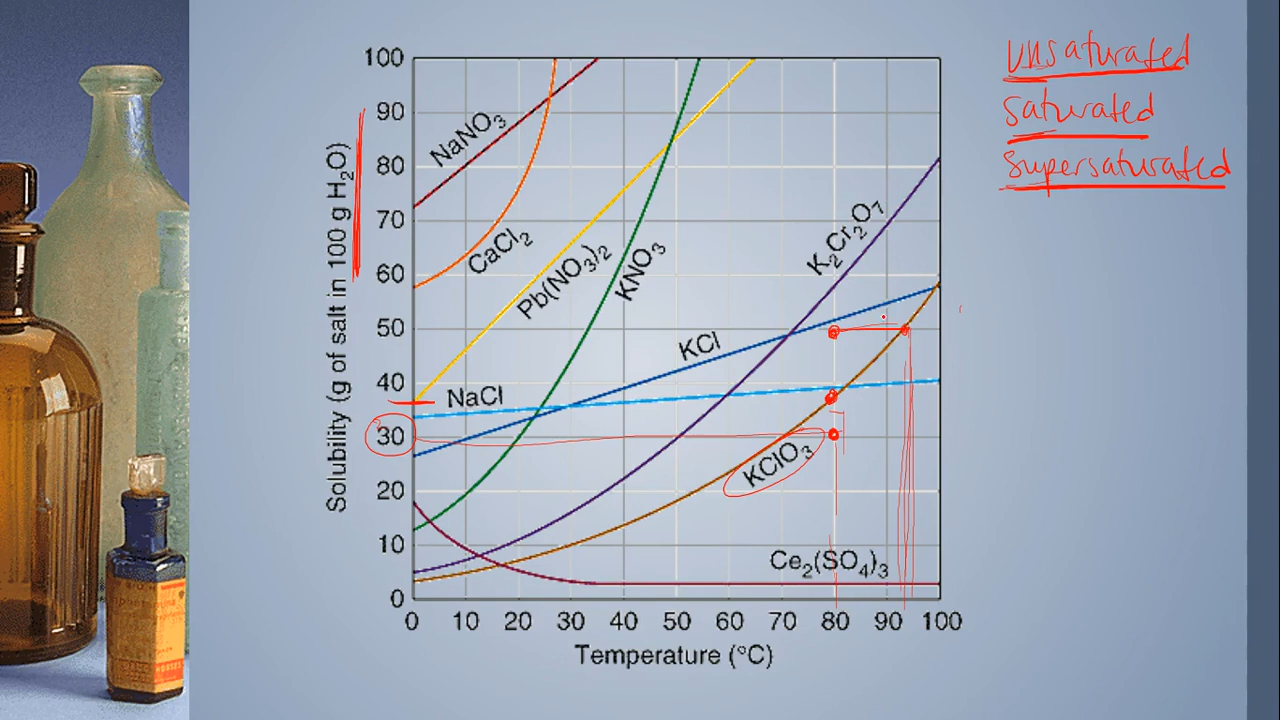 Unsaturated
saturated
supersaturated
Solubility (g of salt in 100 g H₂O)
100
90
80
70
60
50
40
30
20
10
0
NaNO₃
CaCl₂
Pb(NO₃)₂
KNO₃
K₂Cr₂O₇
KCl
NaCl
KClO₃
Ce₂(SO₄)₃
0 10 20 30 40 50 60 70 80 90 100
Temperature (°C)